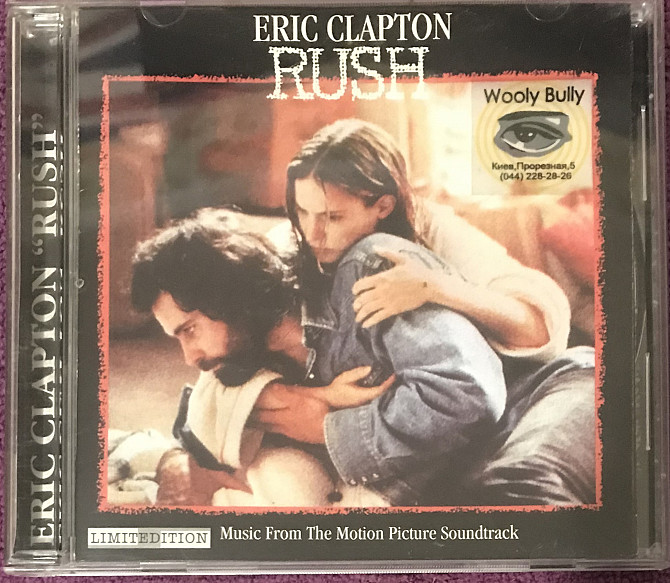 ERIC CLAPTON
RUSH
Wooly Bully
Киев,Прорезная,5
(044) 228-28-26
ERIC CLAPTON "RUSH"
LIMITEDITION
Music From The Motion Picture Soundtrack